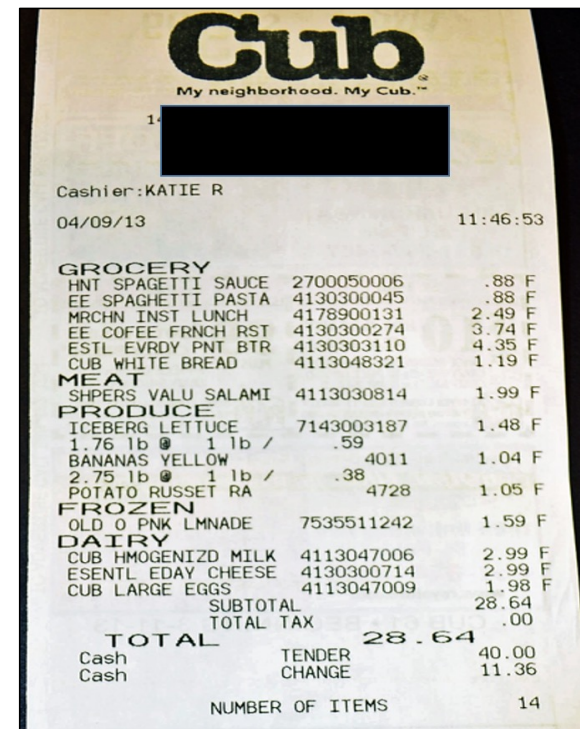 Cub®
My neighborhood. My Cub.™
14
Cashier:KATIE R
04/09/13 11:46:53
GROCERY
HNT SPAGETTI SAUCE 2700050006 .88 F
EE SPAGHETTI PASTA 4130300045 .88 F
MRCHN INST LUNCH 4178900131 2.49 F
EE COFEE FRNCH RST 4130300274 3.74 F
ESTL EVRDY PNT BTR 4130303110 4.35 F
CUB WHITE BREAD 4113048321 1.19 F
MEAT
SHPERS VALU SALAMI 4113030814 1.99 F
PRODUCE
ICEBERG LETTUCE 7143003187 1.48 F
1.76 lb @ 1 lb / .59
BANANAS YELLOW 4011 1.04 F
2.75 lb @ 1 lb / .38
POTATO RUSSET RA 4728 1.05 F
FROZEN
OLD O PNK LMNADE 7535511242 1.59 F
DAIRY
CUB HMOGENIZD MILK 4113047006 2.99 F
ESENTL EDAY CHEESE 4130300714 2.99 F
CUB LARGE EGGS 4113047009 1.98 F
SUBTOTAL 28.64
TOTAL TAX .00
TOTAL 28.64
Cash TENDER 40.00
Cash CHANGE 11.36
NUMBER OF ITEMS 14